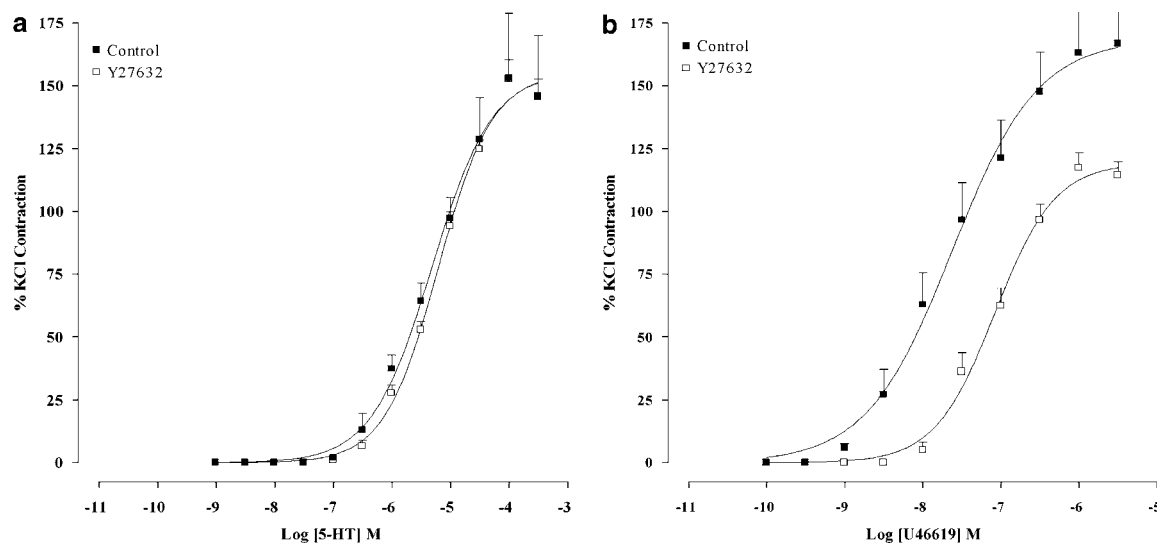 a
175
150
125
100
75
50
25
0
% KCl Contraction
■ Control
□ Y27632
-11 -10 -9 -8 -7 -6 -5 -4 -3
Log [5-HT] M
b
175
150
125
100
75
50
25
0
% KCl Contraction
■ Control
□ Y27632
-11 -10 -9 -8 -7 -6 -5
Log [U46619] M